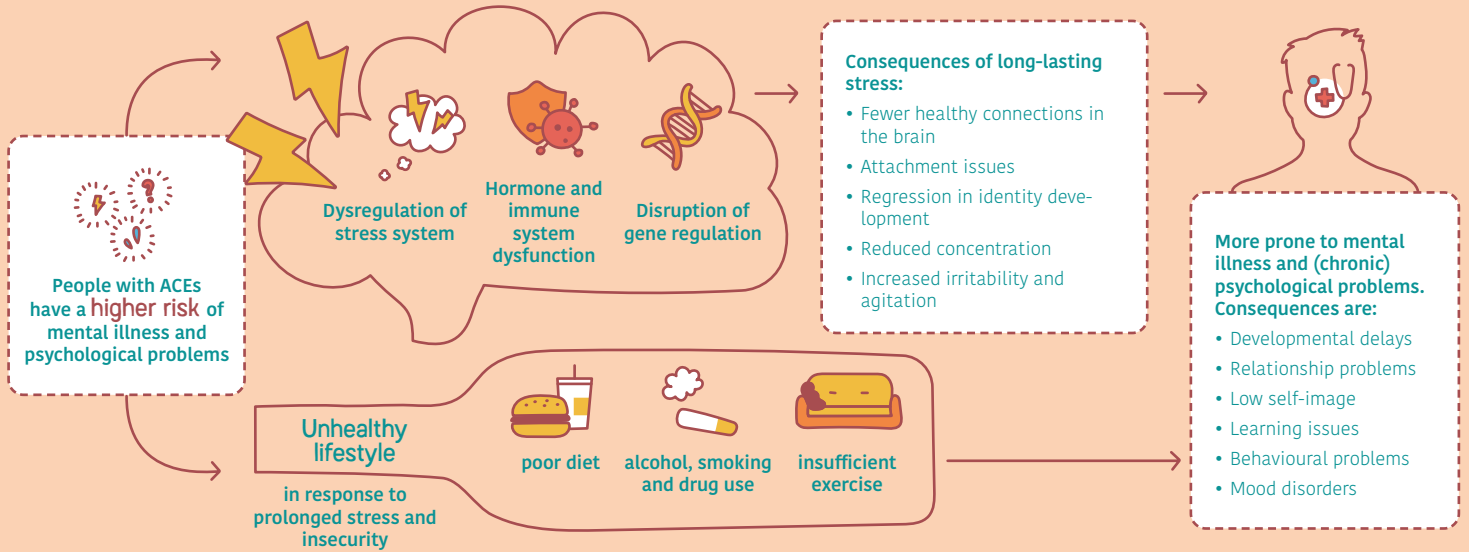 People with ACEs
have a higher risk of
mental illness and
psychological problems
Dysregulation of
stress system
Hormone and
immune
system
dysfunction
Disruption of
gene regulation
Consequences of long-lasting
stress:
• Fewer healthy connections in
the brain
• Attachment issues
• Regression in identity deve-
lopment
• Reduced concentration
• Increased irritability and
agitation
Unhealthy
lifestyle
in response to
prolonged stress and
insecurity
poor diet
alcohol, smoking
and drug use
insufficient
exercise
More prone to mental
illness and (chronic)
psychological problems.
Consequences are:
• Developmental delays
• Relationship problems
• Low self-image
• Learning issues
• Behavioural problems
• Mood disorders